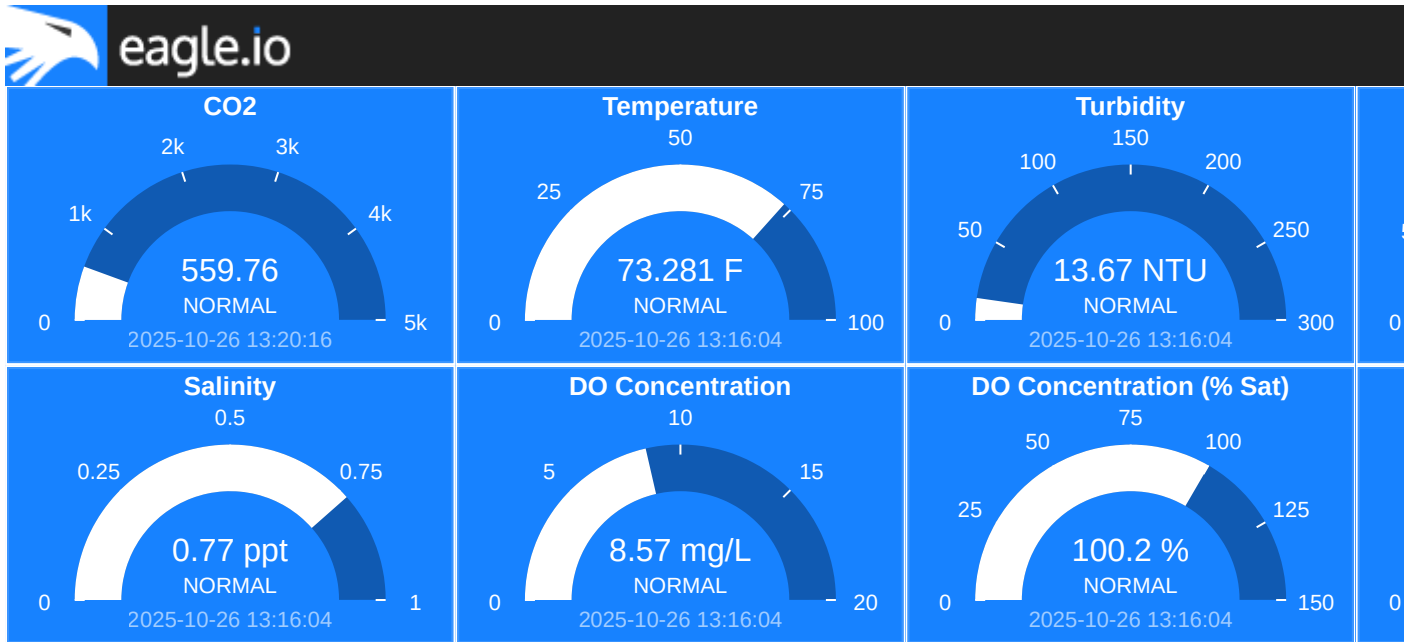 eagle.io
CO2
2k
3k
1k
4k
559.76
NORMAL
0
5k
2025-10-26 13:20:16
Temperature
50
25
75
73.281 F
NORMAL
0
100
2025-10-26 13:16:04
Turbidity
150
100
200
50
250
13.67 NTU
NORMAL
0
300
2025-10-26 13:16:04
0
Salinity
0.5
0.25
0.75
0.77 ppt
NORMAL
0
1
2025-10-26 13:16:04
DO Concentration
10
5
15
8.57 mg/L
NORMAL
0
20
2025-10-26 13:16:04
DO Concentration (% Sat)
75
50
100
25
125
100.2 %
NORMAL
0
150
2025-10-26 13:16:04
0